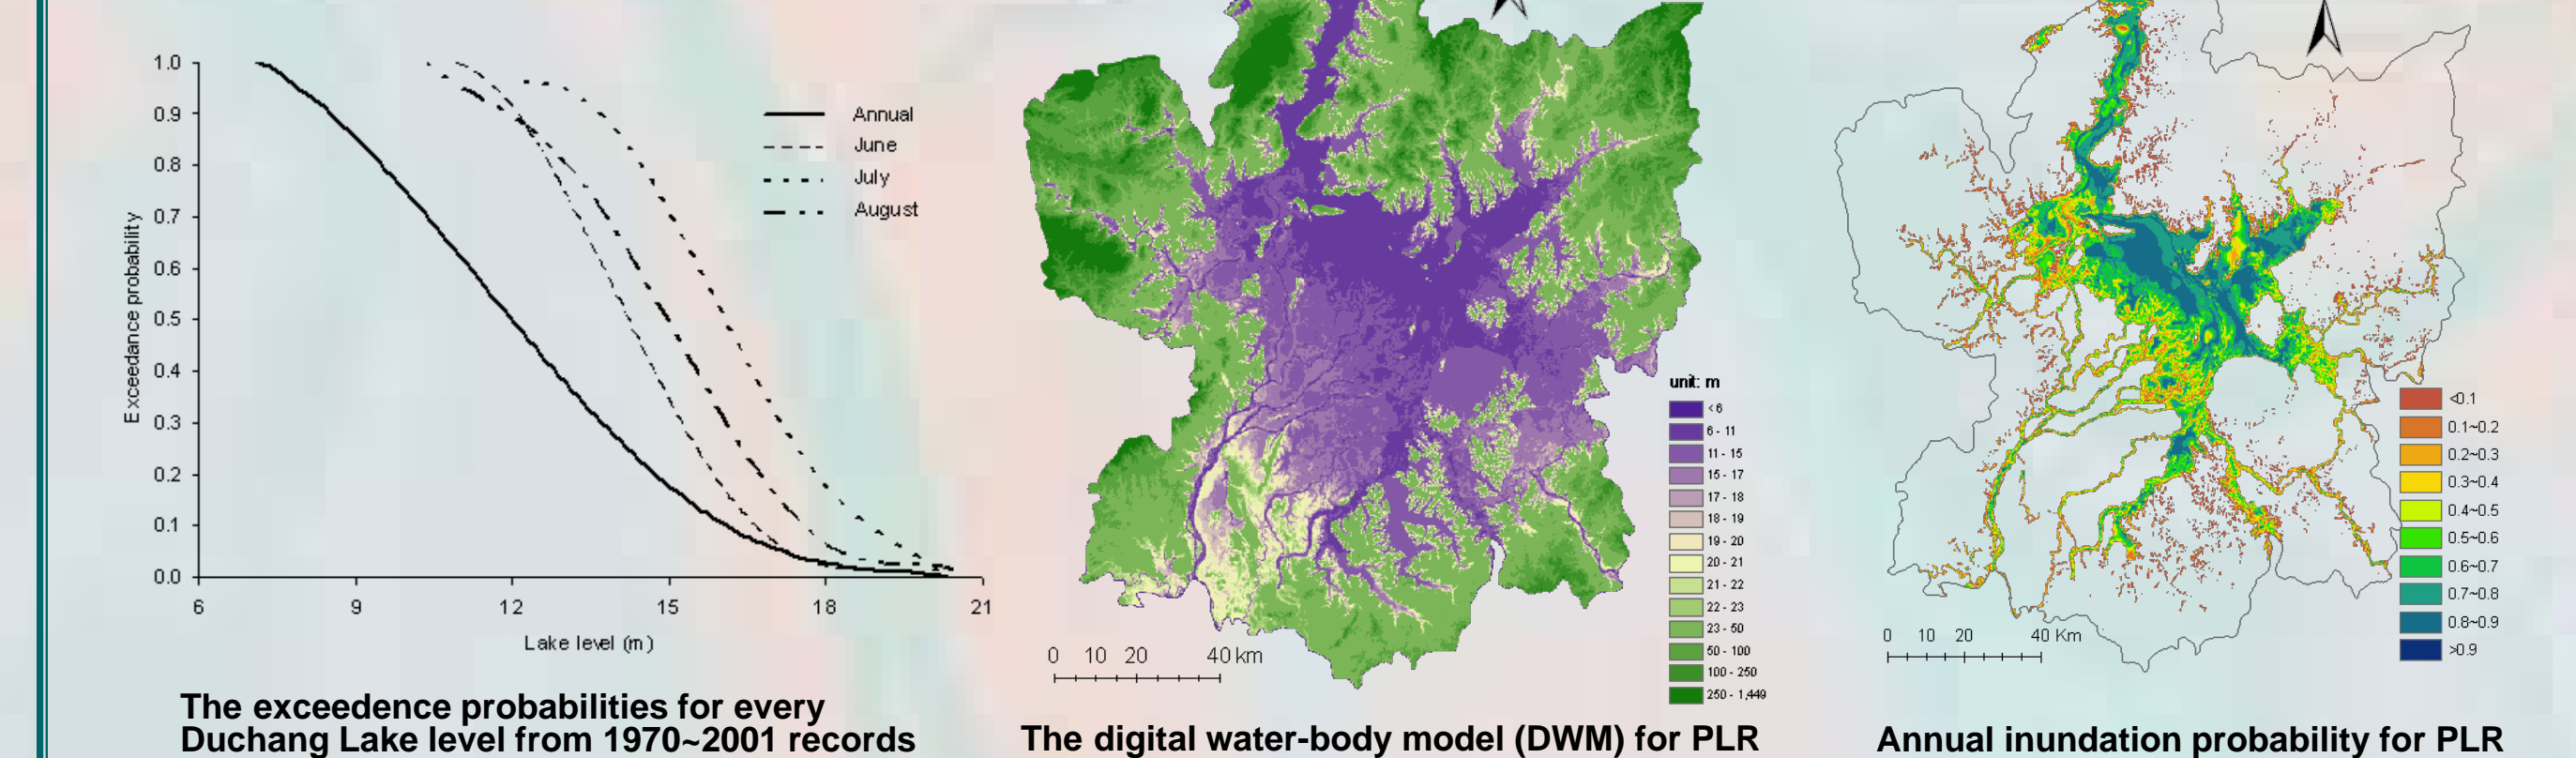 1.0
0.9
0.8
0.7
0.6
0.5
0.4
0.3
0.2
0.1
0.0
Exceedance probability
6 9 12 15 18 21
Lake level (m)
Annual
June
July
August
The exceedence probabilities for every
Duchang Lake level from 1970~2001 records
unit: m
<6
6 - 11
11 - 15
15 - 17
17 - 18
18 - 19
19 - 20
20 - 21
21 - 22
22 - 23
23 - 50
50 - 100
100 - 250
250 - 1,449
0 10 20 40 km
The digital water-body model (DWM) for PLR
<0.1
0.1~0.2
0.2~0.3
0.3~0.4
0.4~0.5
0.5~0.6
0.6~0.7
0.7~0.8
0.8~0.9
>0.9
0 10 20 40 Km
Annual inundation probability for PLR